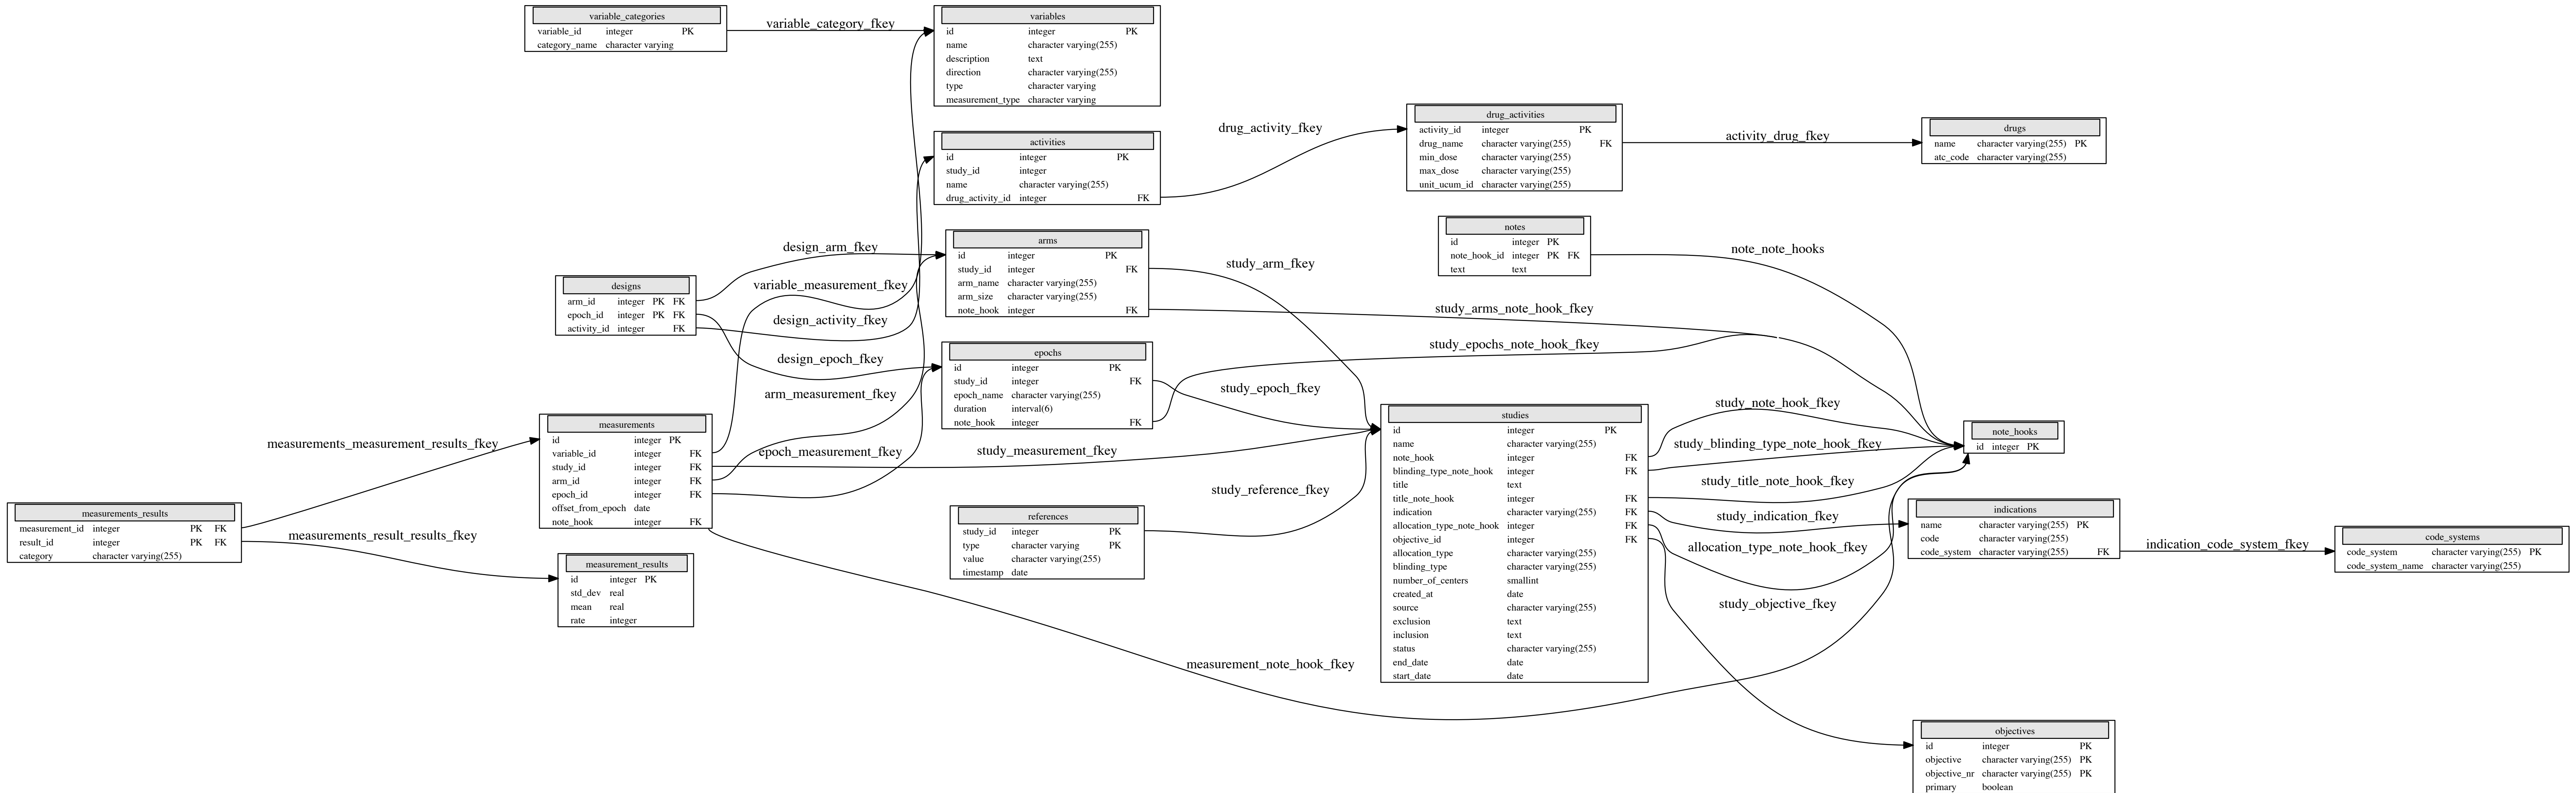 variable_categories
variable_id integer PK
category_name character varying
variable_category_fkey
variables
id integer PK
name character varying(255)
description text
direction character varying(255)
type character varying
measurement_type character varying
activities
id integer PK
study_id integer
name character varying(255)
drug_activity_id integer FK
drug_activity_fkey
drug_activities
activity_id integer PK
drug_name character varying(255) FK
min_dose character varying(255)
max_dose character varying(255)
unit_ucum_id character varying(255)
activity_drug_fkey
drugs
name character varying(255) PK
atc_code character varying(255)
notes
id integer PK
note_hook_id integer PK FK
text text
note_note_hooks
designs
arm_id integer PK FK
epoch_id integer PK FK
activity_id integer FK
design_arm_fkey
variable_measurement_fkey
design_activity_fkey
design_epoch_fkey
arm_measurement_fkey
epoch_measurement_fkey
arms
id integer PK
study_id integer FK
arm_name character varying(255)
arm_size character varying(255)
note_hook integer FK
study_arm_fkey
study_arms_note_hook_fkey
study_epochs_note_hook_fkey
epochs
id integer PK
study_id integer FK
epoch_name character varying(255)
duration interval(6)
note_hook integer FK
study_epoch_fkey
study_measurement_fkey
study_reference_fkey
measurements
id integer PK
variable_id integer FK
study_id integer FK
arm_id integer FK
epoch_id integer FK
offset_from_epoch date
note_hook integer FK
measurements_measurement_results_fkey
measurements_results
measurement_id integer PK FK
result_id integer PK FK
category character varying(255)
measurements_result_results_fkey
measurement_results
id integer PK
std_dev real
mean real
rate integer
references
study_id integer PK
type character varying PK
value character varying(255)
timestamp date
measurement_note_hook_fkey
studies
id integer PK
name character varying(255)
note_hook integer FK
blinding_type_note_hook integer FK
title text
title_note_hook integer FK
indication character varying(255) FK
allocation_type_note_hook integer FK
objective_id integer FK
allocation_type character varying(255)
blinding_type character varying(255)
number_of_centers smallint
created_at date
source character varying(255)
exclusion text
inclusion text
status character varying(255)
end_date date
start_date date
study_note_hook_fkey
study_blinding_type_note_hook_fkey
study_title_note_hook_fkey
study_indication_fkey
allocation_type_note_hook_fkey
study_objective_fkey
note_hooks
id integer PK
indications
name character varying(255) PK
code character varying(255)
code_system character varying(255) FK
indication_code_system_fkey
code_systems
code_system character varying(255) PK
code_system_name character varying(255)
objectives
id integer PK
objective character varying(255) PK
objective_nr character varying(255) PK
primary boolean